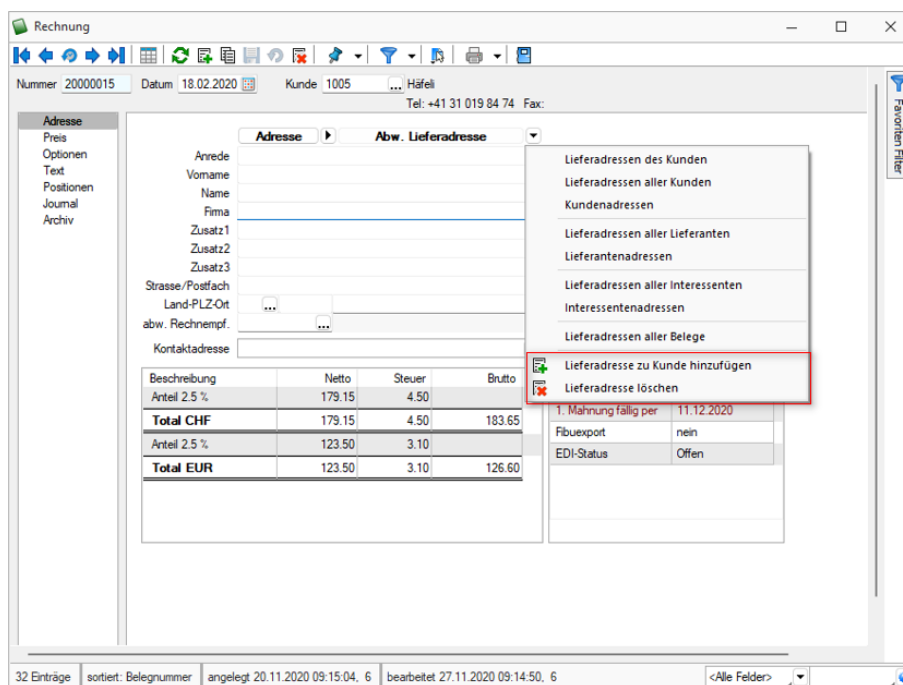 Rechnung
Nummer 20000015 Datum 18.02.2020 Kunde 1005 ... Häfeli
Tel: +41 31 019 84 74 Fax:
Favoriten Filter
Adresse
Preis
Optionen
Text
Positionen
Journal
Archiv
Adresse Abw. Lieferadresse
Anrede
Vorname
Name
Firma
Zusatz1
Zusatz2
Zusatz3
Strasse/Postfach
Land-PLZ-Ort ...
abw. Rechnempf. ...
Kontaktadresse
Lieferadressen des Kunden
Lieferadressen aller Kunden
Kundenadressen
Lieferadressen aller Lieferanten
Lieferantenadressen
Lieferadressen aller Interessenten
Interessentenadressen
Lieferadressen aller Belege
Lieferadresse zu Kunde hinzufügen
Lieferadresse löschen
Beschreibung Netto Steuer Brutto
Anteil 2.5 % 179.15 4.50
Total CHF 179.15 4.50 183.65
Anteil 2.5 % 123.50 3.10
Total EUR 123.50 3.10 126.60
1. Mahnung fällig per 11.12.2020
Fibuexport nein
EDI-Status Offen
32 Einträge sortiert: Belegnummer angelegt 20.11.2020 09:15:04, 6 bearbeitet 27.11.2020 09:14:50, 6 <Alle Felder>